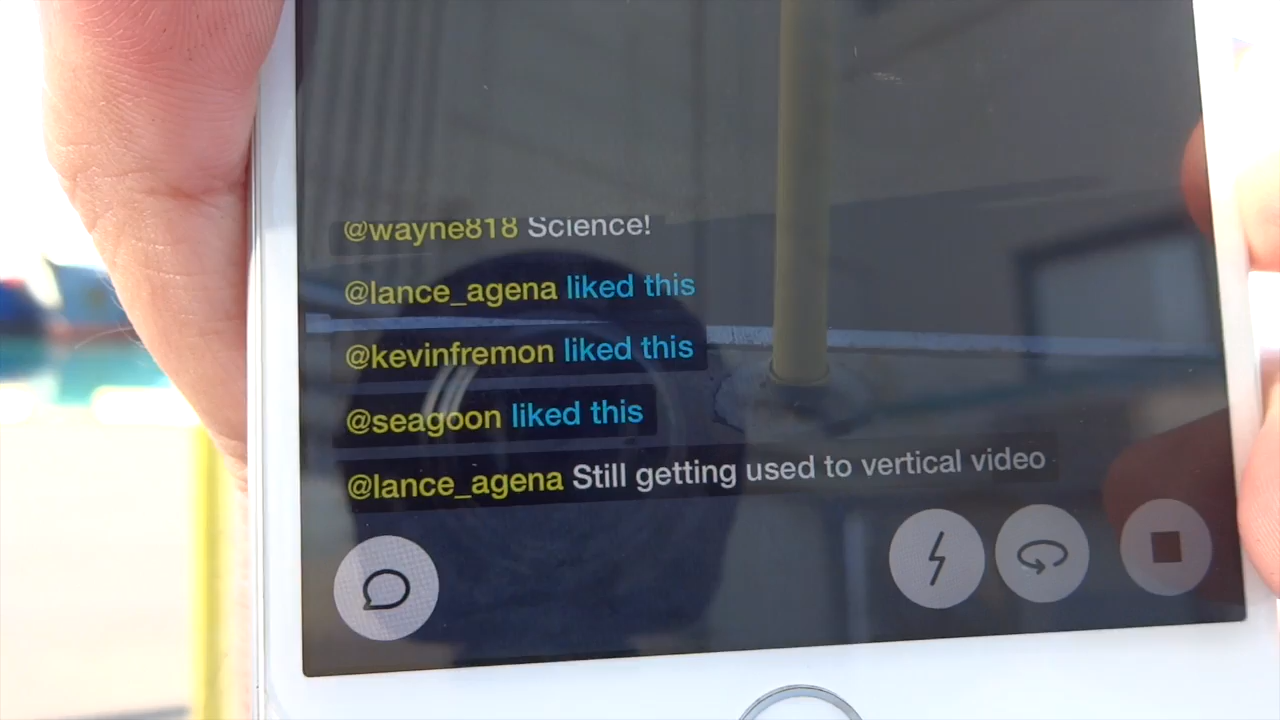 @wayne818 Science!
@lance_agena liked this
@kevinfremon liked this
@seagoon liked this
@lance_agena Still getting used to vertical video